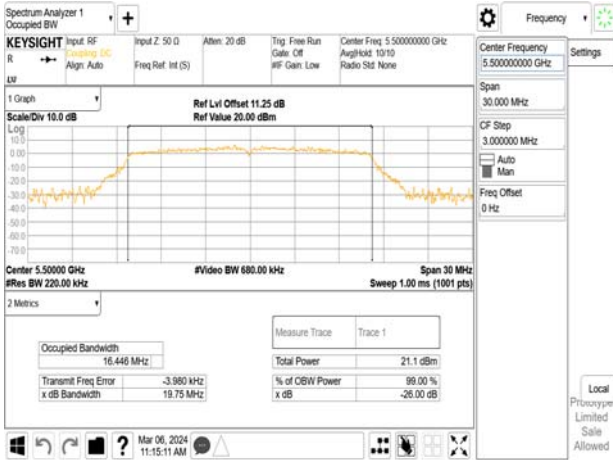 Spectrum Analyzer 1
Occupied BW
+
Frequency
KEYSIGHT
R
LXI
Input: RF
Coupling: DC
Align: Auto
Input Z: 50 Ω
Freq Ref: Int (S)
Atten: 20 dB
Trig: Free Run
Gate: Off
#IF Gain: Low
Center Freq: 5.500000000 GHz
Avg|Hold: 10/10
Radio Std: None
Center Frequency
5.500000000 GHz
Settings
Span
30.000 MHz
CF Step
3.000000 MHz
Auto
Man
Freq Offset
0 Hz
1 Graph
Scale/Div 10.0 dB
Ref Lvl Offset 11.25 dB
Ref Value 20.00 dBm
Log
10.0
0.00
-10.0
-20.0
-30.0
-40.0
-50.0
-60.0
-70.0
Center 5.50000 GHz
#Res BW 220.00 kHz
#Video BW 680.00 kHz
Span 30 MHz
Sweep 1.00 ms (1001 pts)
2 Metrics
Measure Trace
Trace 1
Occupied Bandwidth
16.446 MHz
Total Power
21.1 dBm
Transmit Freq Error
-3.980 kHz
% of OBW Power
99.00 %
x dB Bandwidth
19.75 MHz
x dB
-26.00 dB
Local
Prototype
Limited
Sale
Allowed
?
Mar 06, 2024
11:15:11 AM